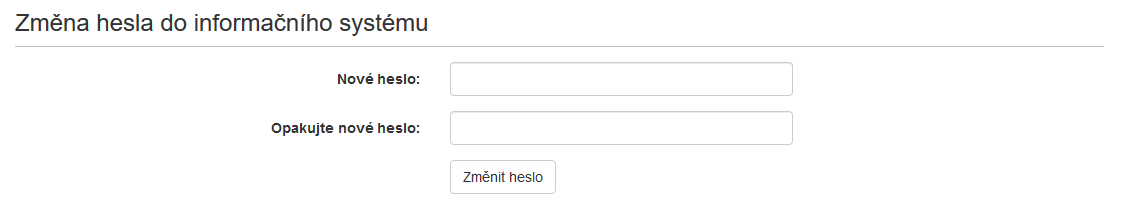 Změna hesla do informačního systému
Nové heslo:
Opakujte nové heslo:
Změnit heslo